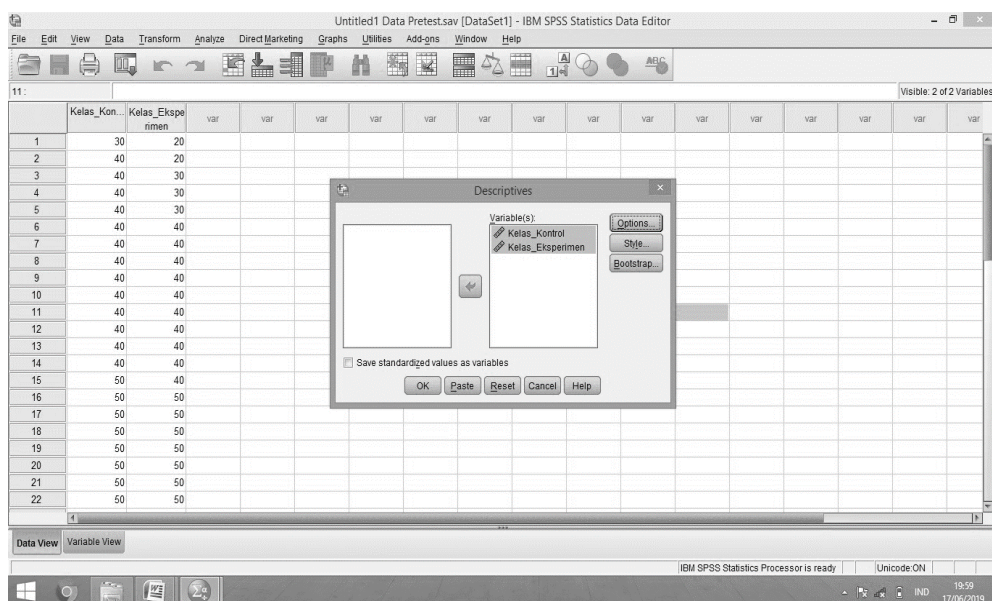 Untitled1 Data Pretest.sav [DataSet1] - IBM SPSS Statistics Data Editor
File Edit View Data Transform Analyze Direct Marketing Graphs Utilities Add-ons Window Help
11 :
Visible: 2 of 2 Variables
Kelas_Kon... Kelas_Eksperimen var var var var var var var var var var var var var var var
1 30 20
2 40 20
3 40 30
4 40 30
5 40 30
6 40 40
7 40 40
8 40 40
9 40 40
10 40 40
11 40 40
12 40 40
13 40 40
14 40 40
15 50 40
16 50 50
17 50 50
18 50 50
19 50 50
20 50 50
21 50 50
22 50 50
Descriptives
Variable(s):
Kelas_Kontrol
Kelas_Eksperimen
Options...
Style...
Bootstrap...
Save standardized values as variables
OK Paste Reset Cancel Help
Data View Variable View
IBM SPSS Statistics Processor is ready Unicode:ON
IND
19:59
17/06/2019